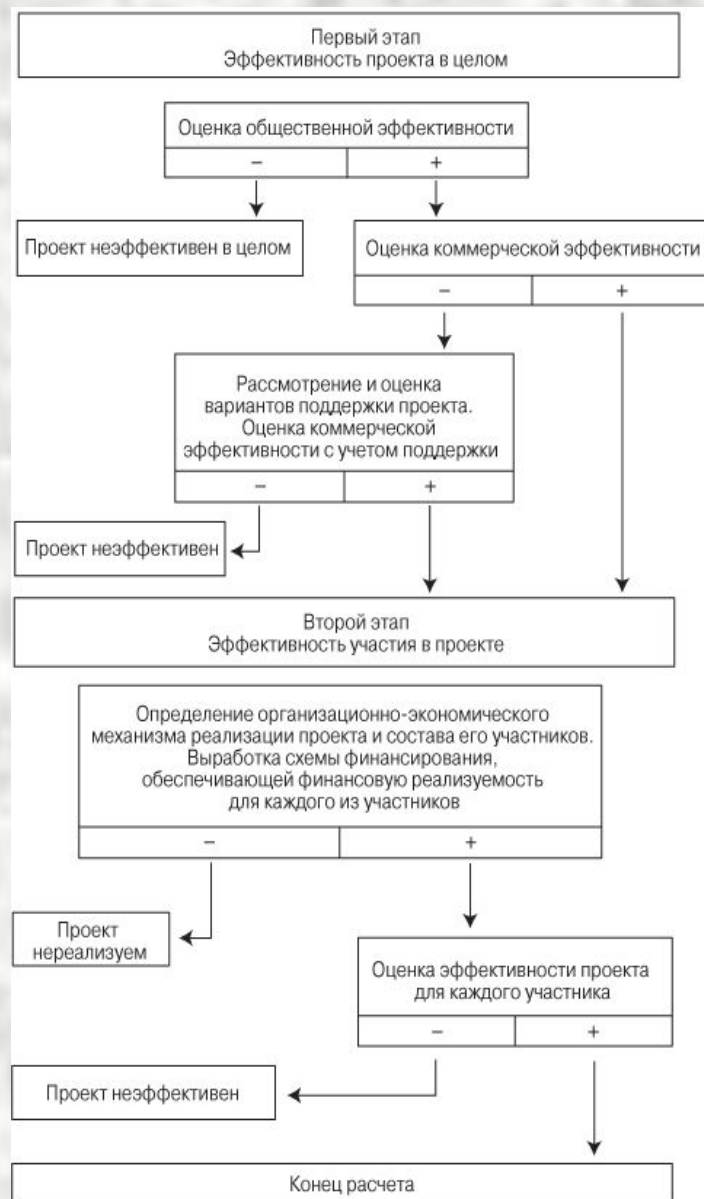 Первый этап
Эффективность проекта в целом
Оценка общественной эффективности
– +
Проект неэффективен в целом
Оценка коммерческой эффективности
– +
Рассмотрение и оценка
вариантов поддержки проекта.
Оценка коммерческой
эффективности с учетом поддержки
– +
Проект неэффективен
Второй этап
Эффективность участия в проекте
Определение организационно-экономического
механизма реализации проекта и состава его участников.
Выработка схемы финансирования,
обеспечивающей финансовую реализуемость
для каждого из участников
– +
Проект
нереализуем
Оценка эффективности проекта
для каждого участника
– +
Проект неэффективен
Конец расчета